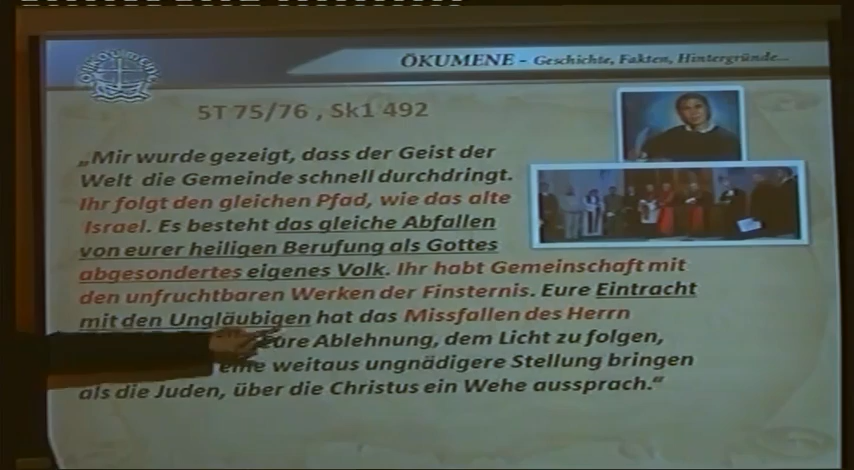 ÖKUMENE - Geschichte, Fakten, Hintergründe...
5T 75/76 , Sk1 492
„Mir wurde gezeigt, dass der Geist der
Welt die Gemeinde schnell durchdringt.
Ihr folgt den gleichen Pfad, wie das alte
Israel. Es besteht das gleiche Abfallen
von eurer heiligen Berufung als Gottes
abgesondertes eigenes Volk. Ihr habt Gemeinschaft mit
den unfruchtbaren Werken der Finsternis. Eure Eintracht
mit den Ungläubigen hat das Missfallen des Herrn
Eure Ablehnung, dem Licht zu folgen,
eine weitaus ungnädigere Stellung bringen
als die Juden, über die Christus ein Wehe aussprach.“